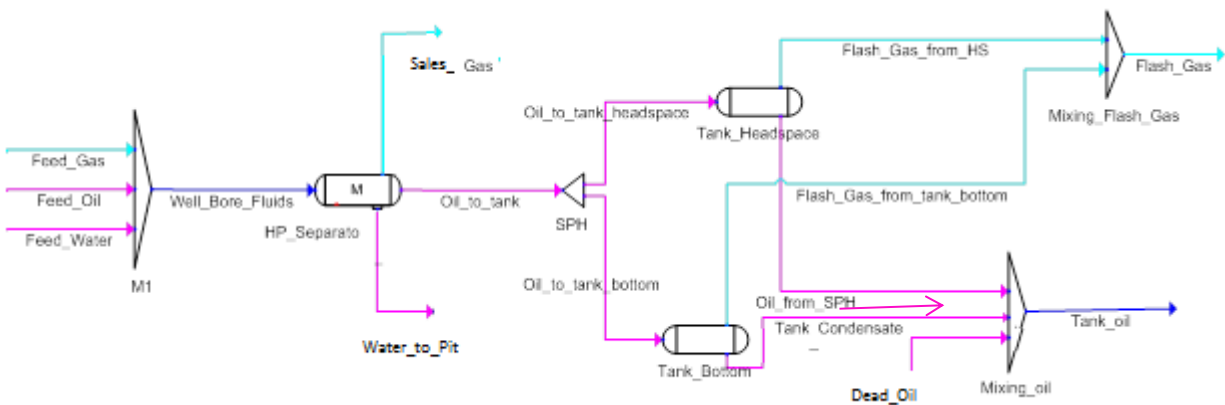 Flash_Gas_from_HS
Flash_Gas
Sales_ Gas
Oil_to_tank_headspace
Tank_Headspace
Mixing_Flash_Gas
Feed_Gas
Feed_Oil
Well_Bore_Fluids
M
Oil_to_tank
Flash_Gas_from_tank_bottom
SPH
HP_Separato
Feed_Water
M1
Oil_to_tank_bottom
Oil_from_SPH
Tank_Condensate_
Tank_oil
Water_to_Pit
Tank_Bottom
Dead_Oil
Mixing_oil